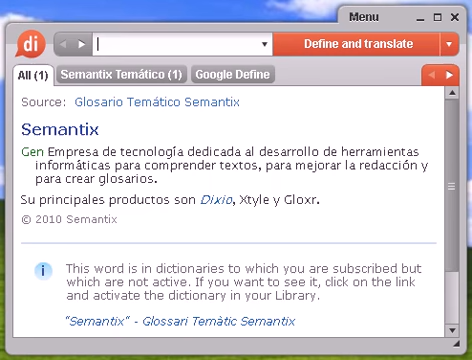 Menu
di
Define and translate
All (1)
Semantix Temático (1)
Google Define
Source: Glosario Temático Semantix
Semantix
Gen Empresa de tecnología dedicada al desarrollo de herramientas
informáticas para comprender textos, para mejorar la redacción y
para crear glosarios.
Su principales productos son Dixio, Xtyle y Gloxr.
© 2010 Semantix
i
This word is in dictionaries to which you are subscribed but
which are not active. If you want to see it, click on the link
and activate the dictionary in your Library.
"Semantix" - Glossari Temàtic Semantix